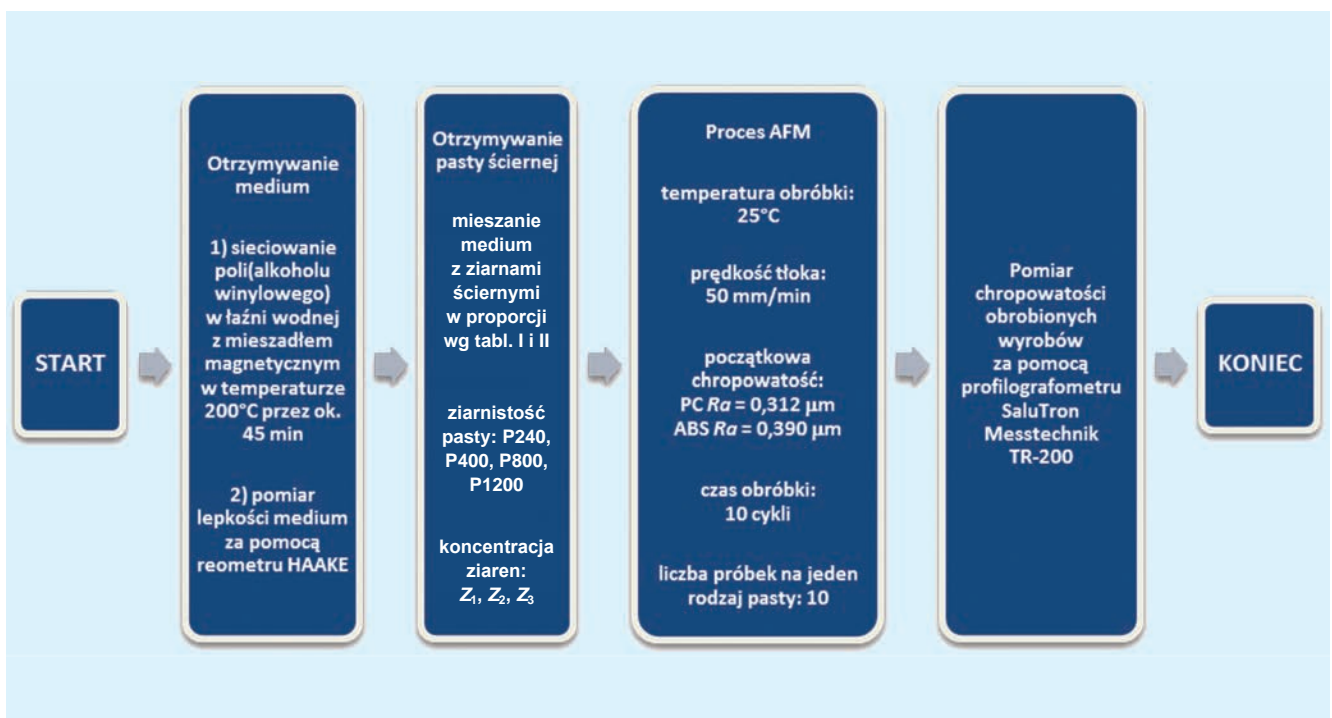 START
Otrzymywanie
medium
1) sieciowanie
poli(alkoholu
winylowego)
w łaźni wodnej
z mieszadłem
magnetycznym
w temperaturze
200°C przez ok.
45 min
2) pomiar
lepkości medium
za pomocą
reometru HAAKE
Otrzymywanie
pasty ściernej
mieszanie
medium
z ziarnami
ściernymi
w proporcji
wg tabl. I i II
ziarnistość
pasty: P240,
P400, P800,
P1200
koncentracja
ziaren:
Z₁, Z₂, Z₃
Proces AFM
temperatura obróbki:
25°C
prędkość tłoka:
50 mm/min
początkowa
chropowatość:
PC Ra = 0,312 μm
ABS Ra = 0,390 μm
czas obróbki:
10 cykli
liczba próbek na jeden
rodzaj pasty: 10
Pomiar
chropowatości
obrobionych
wyrobów
za pomocą
profilografometru
SaluTron
Messtechnik
TR-200
KONIEC